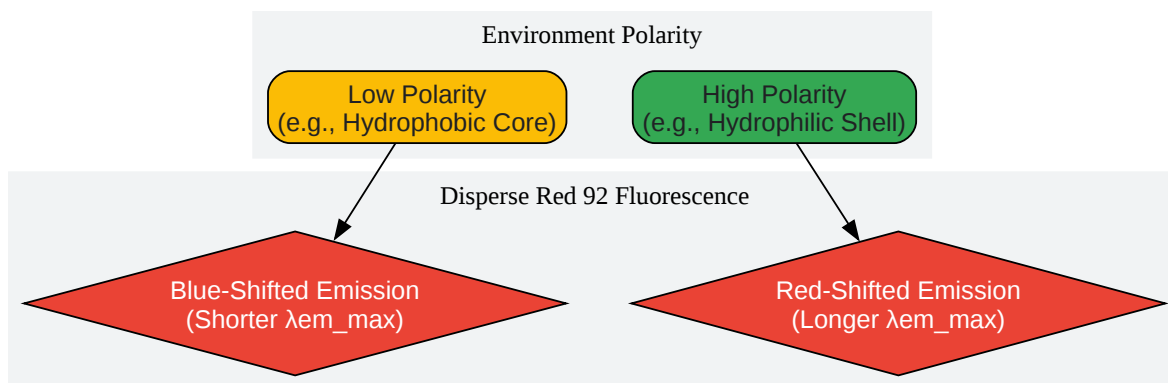 Environment Polarity
Low Polarity
(e.g., Hydrophobic Core)
High Polarity
(e.g., Hydrophilic Shell)
Disperse Red 92 Fluorescence
Blue-Shifted Emission
(Shorter λem_max)
Red-Shifted Emission
(Longer λem_max)